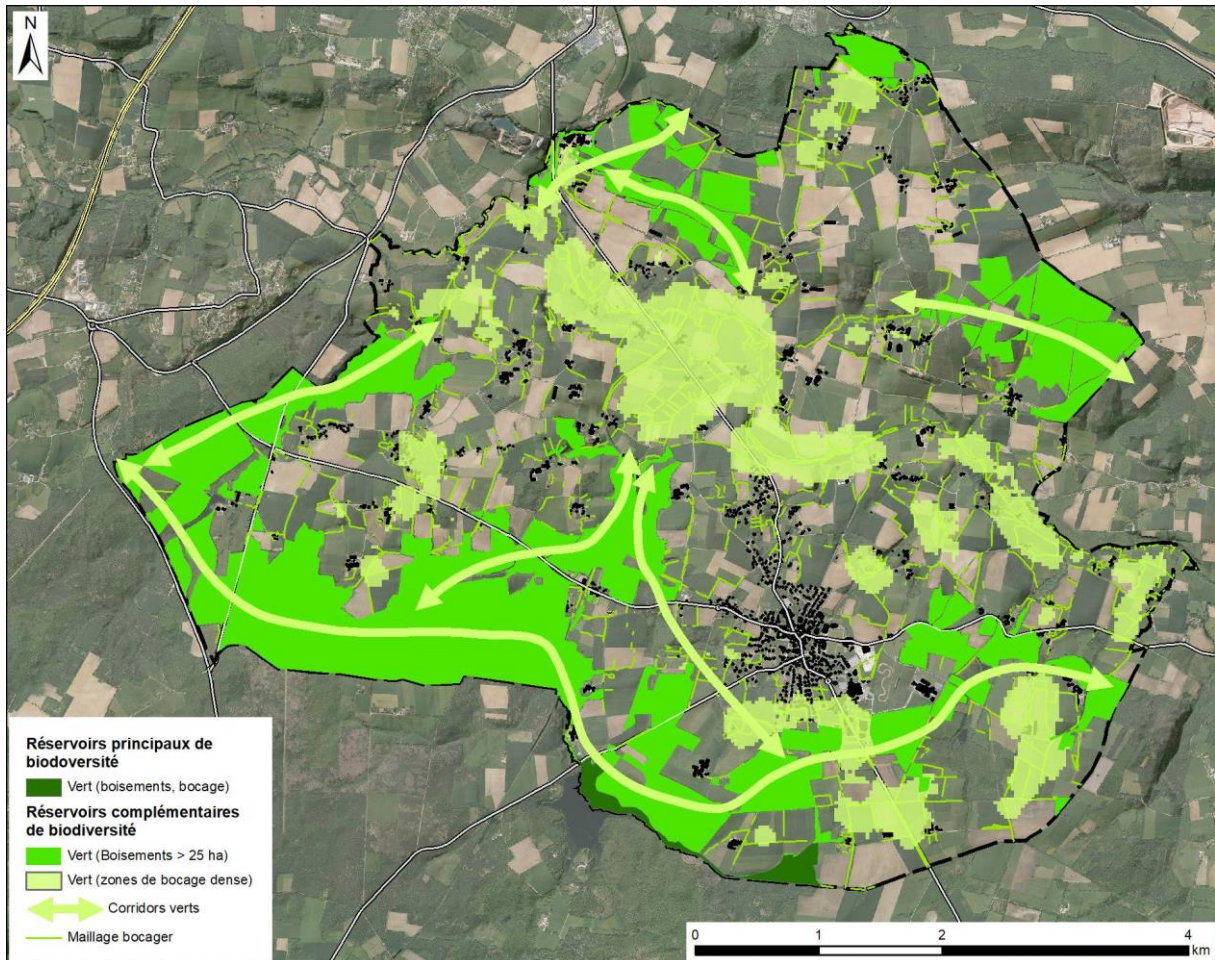 N
Réservoirs principaux de
biodoversité
Vert (boisements, bocage)
Réservoirs complémentaires
de biodiversité
Vert (Boisements > 25 ha)
Vert (zones de bocage dense)
Corridors verts
Maillage bocager
0 1 2 4
km